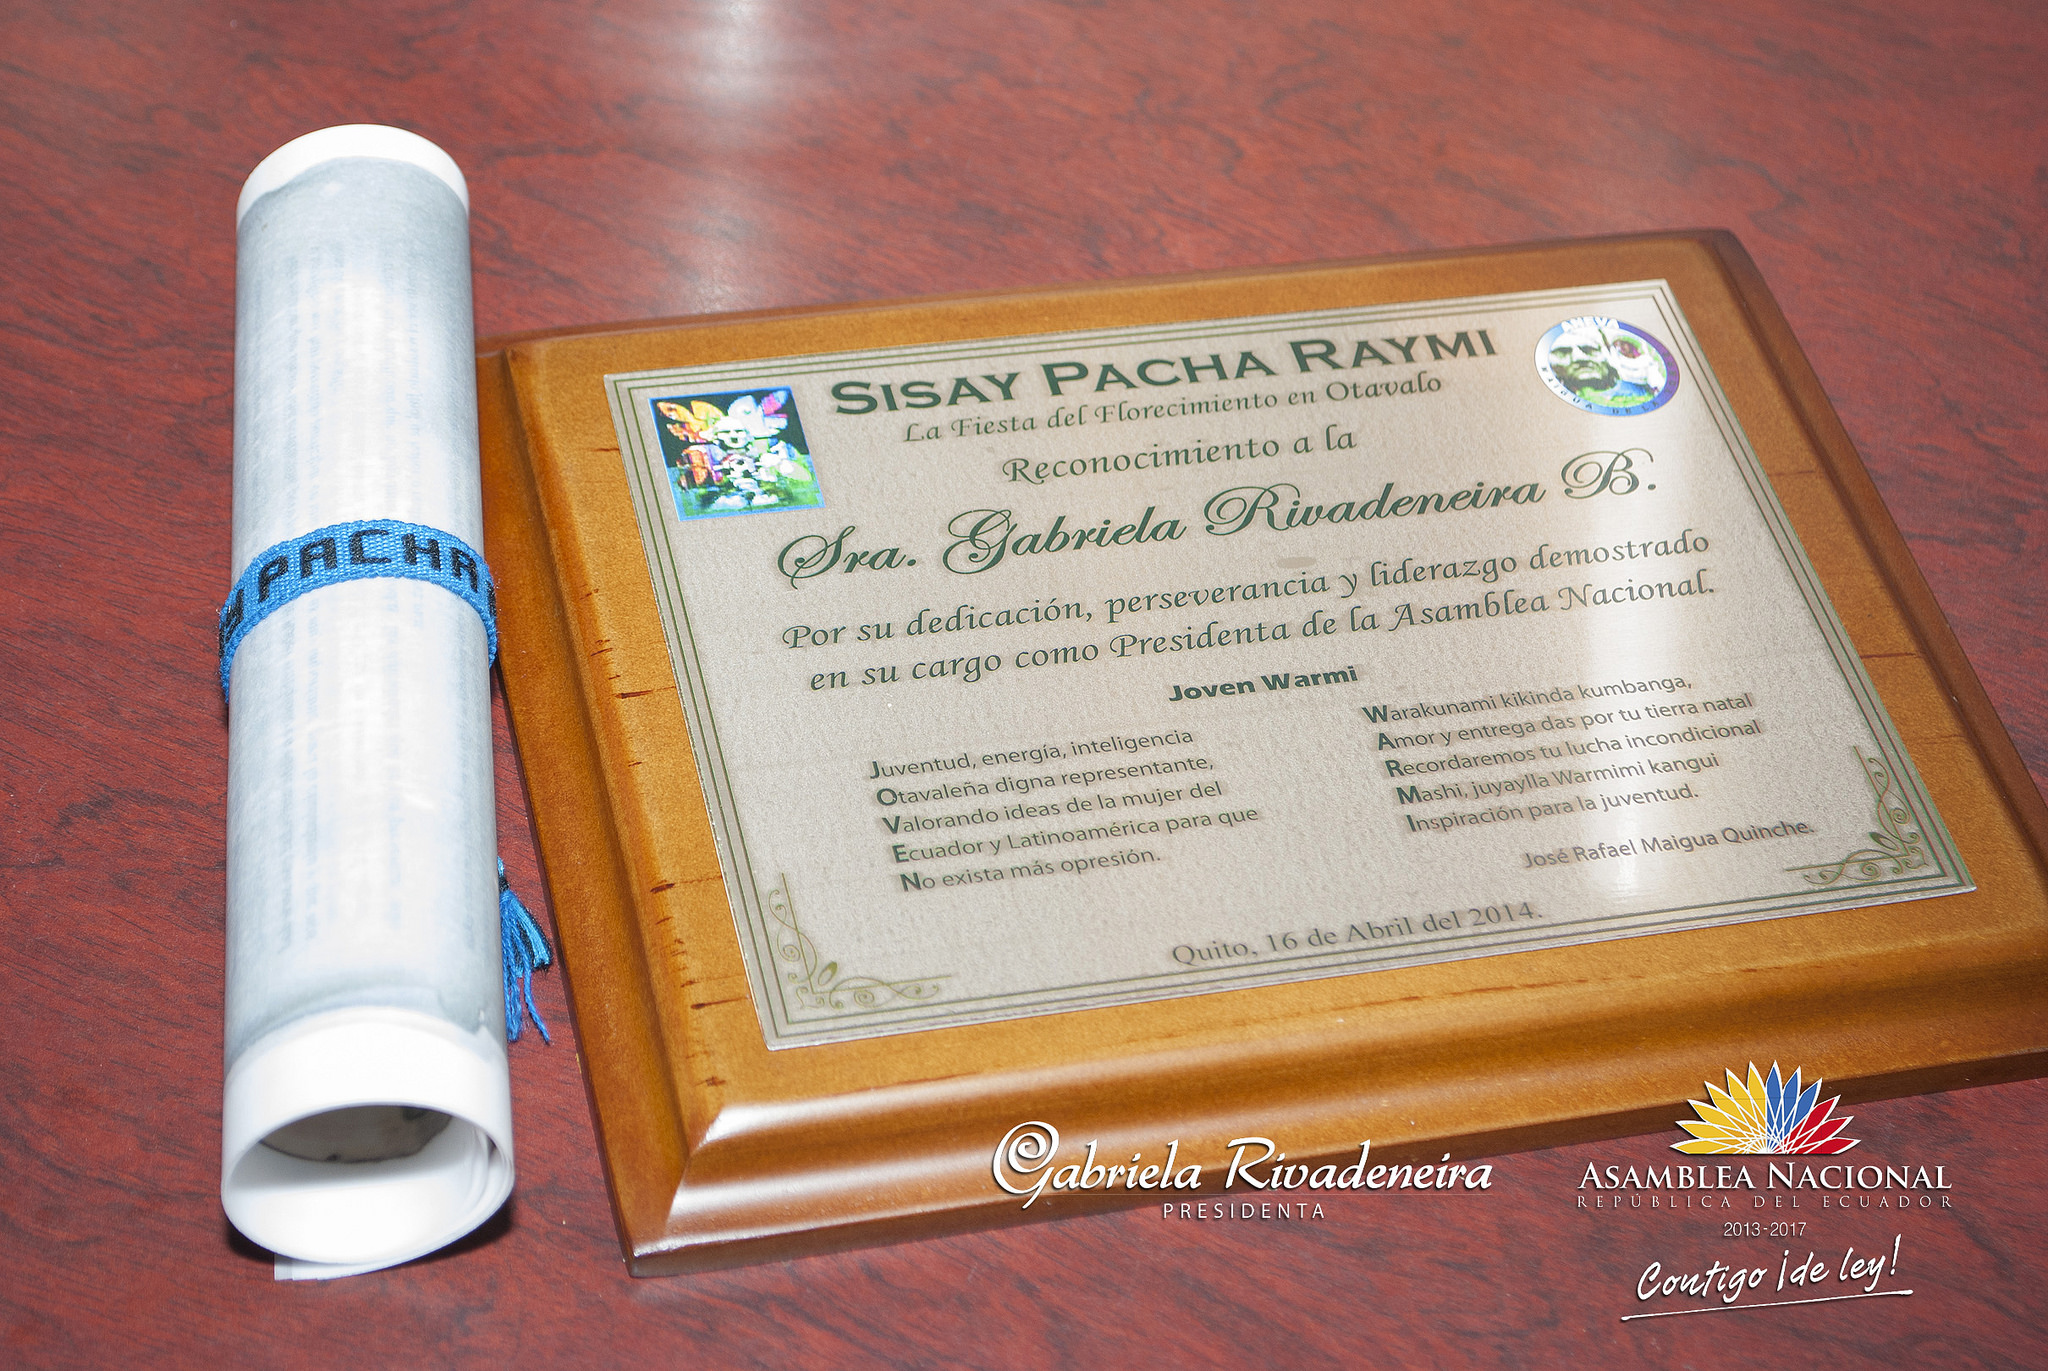 PACHA
SISAY PACHA RAYMI
La Fiesta del Florecimiento en Otavalo
Reconocimiento a la
Sra. Gabriela Rivadeneira B.
Por su dedicación, perseverancia y liderazgo demostrado
en su cargo como Presidenta de la Asamblea Nacional.
Joven Warmi
Juventud, energía, inteligencia
Otavaleña digna representante,
Valorando ideas de la mujer del
Ecuador y Latinoamérica para que
No exista más opresión.
Warakunami kikinda kumbanga,
Amor y entrega das por tu tierra natal
Recordaremos tu lucha incondicional
Mashi, juyaylla Warmimi kangui
Inspiración para la juventud.
José Rafael Maigua Quinche.
Quito, 16 de Abril del 2014.
Gabriela Rivadeneira
PRESIDENTA
ASAMBLEA NACIONAL
REPÚBLICA DEL ECUADOR
2013-2017
Contigo ¡de ley!